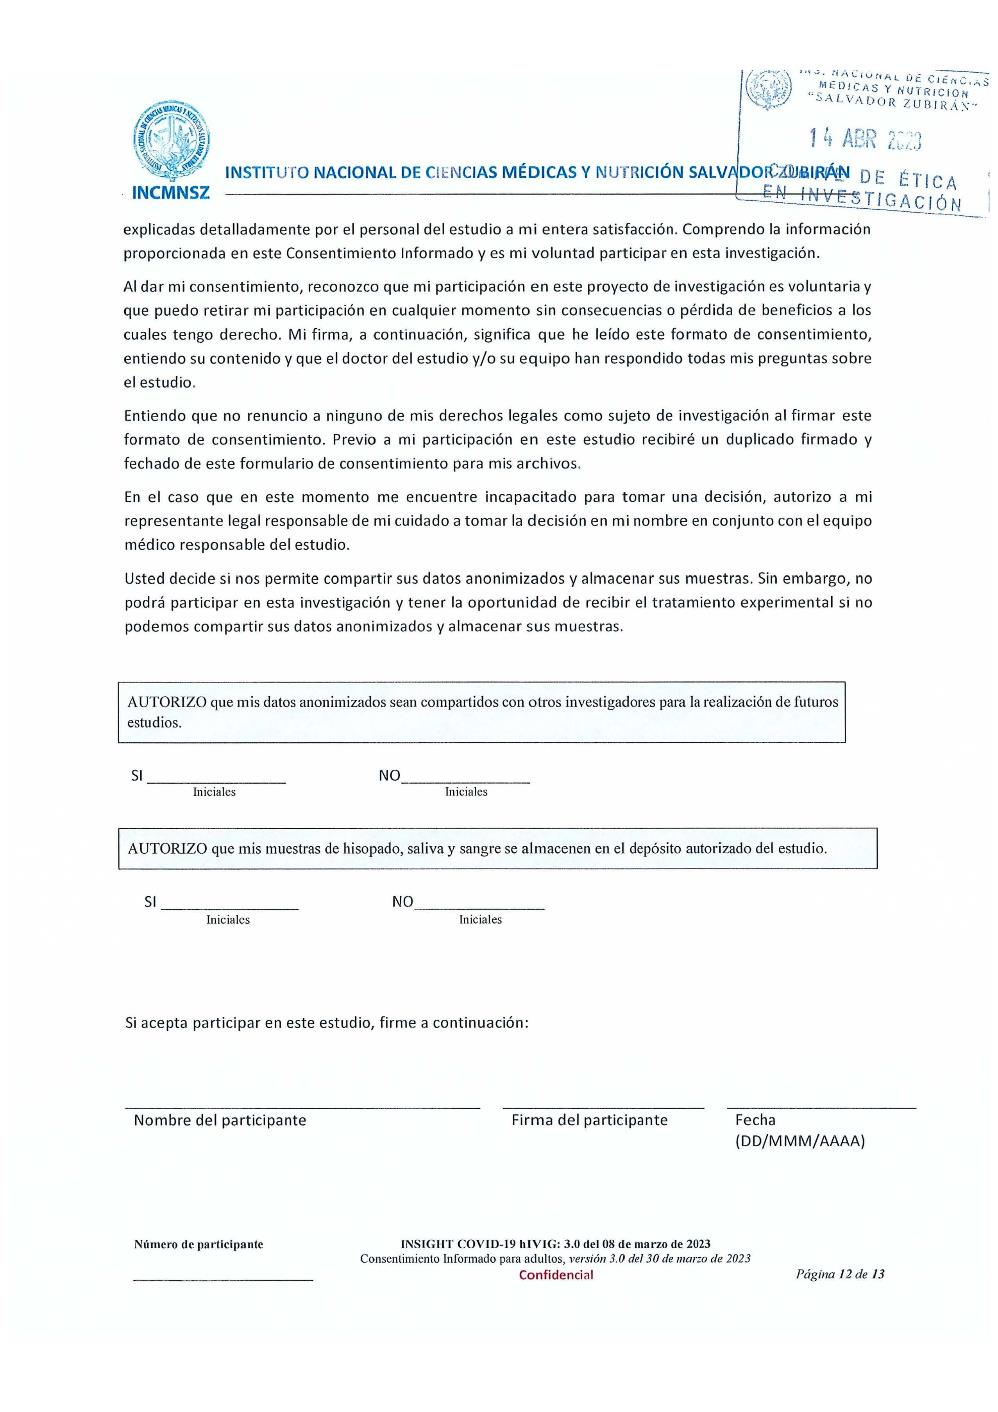 INS. NACIONAL DE CIENCIAS
MEDICAS Y NUTRICION
"SALVADOR ZUBIRÁN"
14 ABR 2023
INSTITUTO NACIONAL DE CIENCIAS MÉDICAS Y NUTRICIÓN SALVADOR ZUBIRÁN
DE ÉTICA
EN INVESTIGACIÓN
INCMNSZ
explicadas detalladamente por el personal del estudio a mi entera satisfacción. Comprendo la información
proporcionada en este Consentimiento Informado y es mi voluntad participar en esta investigación.
Al dar mi consentimiento, reconozco que mi participación en este proyecto de investigación es voluntaria y
que puedo retirar mi participación en cualquier momento sin consecuencias o pérdida de beneficios a los
cuales tengo derecho. Mi firma, a continuación, significa que he leído este formato de consentimiento,
entiendo su contenido y que el doctor del estudio y/o su equipo han respondido todas mis preguntas sobre
el estudio.
Entiendo que no renuncio a ninguno de mis derechos legales como sujeto de investigación al firmar este
formato de consentimiento. Previo a mi participación en este estudio recibiré un duplicado firmado y
fechado de este formulario de consentimiento para mis archivos.
En el caso que en este momento me encuentre incapacitado para tomar una decisión, autorizo a mi
representante legal responsable de mi cuidado a tomar la decisión en mi nombre en conjunto con el equipo
médico responsable del estudio.
Usted decide si nos permite compartir sus datos anonimizados y almacenar sus muestras. Sin embargo, no
podrá participar en esta investigación y tener la oportunidad de recibir el tratamiento experimental si no
podemos compartir sus datos anonimizados y almacenar sus muestras.
AUTORIZO que mis datos anonimizados sean compartidos con otros investigadores para la realización de futuros
estudios.
SI ________________ NO_______________
Iniciales Iniciales
AUTORIZO que mis muestras de hisopado, saliva y sangre se almacenen en el depósito autorizado del estudio.
SI ________________ NO_______________
Iniciales Iniciales
Si acepta participar en este estudio, firme a continuación:
Nombre del participante Firma del participante Fecha
(DD/MMM/AAAA)
Número de participante INSIGHT COVID-19 hIVIG: 3.0 del 08 de marzo de 2023
Consentimiento Informado para adultos, versión 3.0 del 30 de marzo de 2023
Confidencial Página 12 de 13